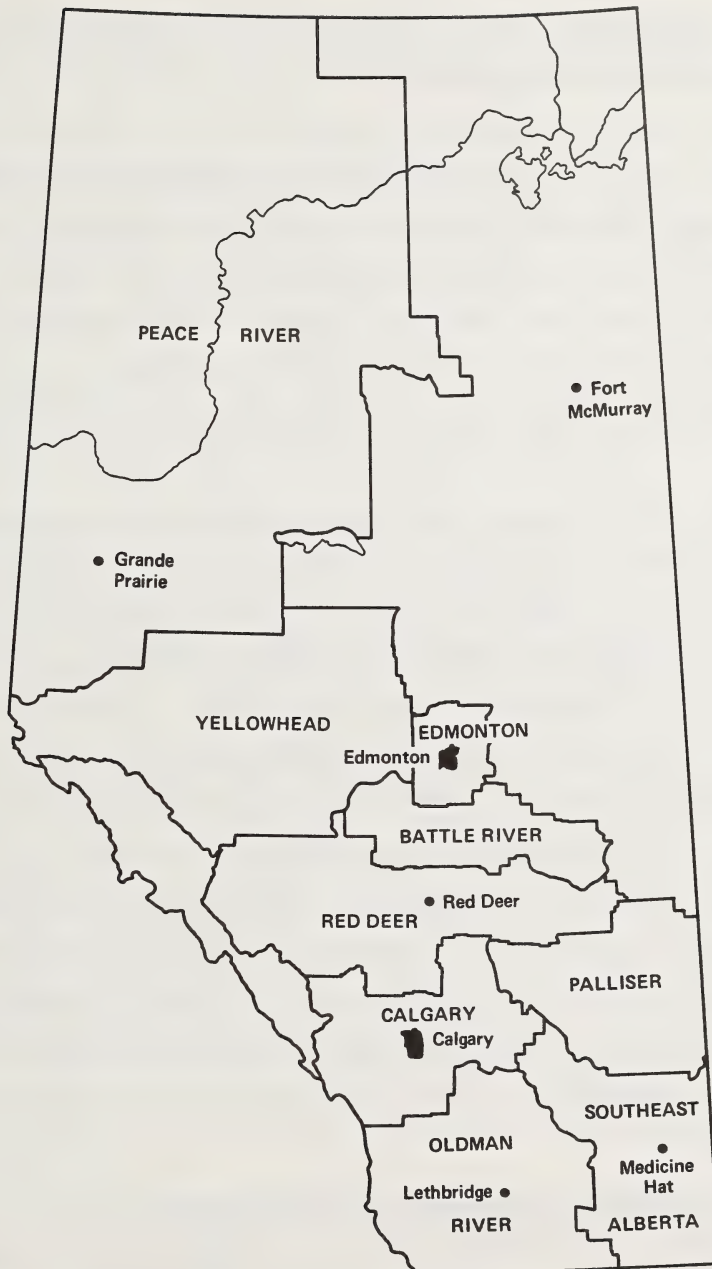 PEACE RIVER
Fort
McMurray
Grande
Prairie
YELLOWHEAD
EDMONTON
Edmonton
BATTLE RIVER
Red Deer
RED DEER
PALLISER
CALGARY
Calgary
SOUTHEAST
OLDMAN
Medicine
Hat
Lethbridge
RIVER
ALBERTA